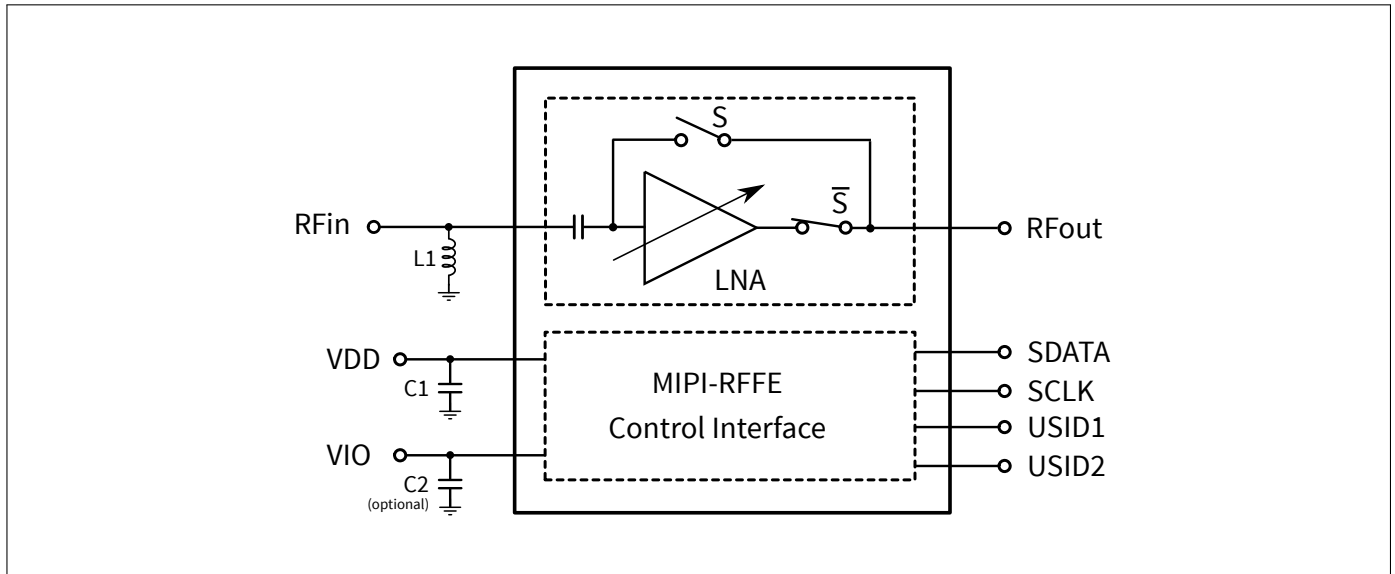 S
RFin
S̅
RFout
L1
LNA
VDD
C1
MIPI-RFFE
Control Interface
VIO
C2
(optional)
SDATA
SCLK
USID1
USID2